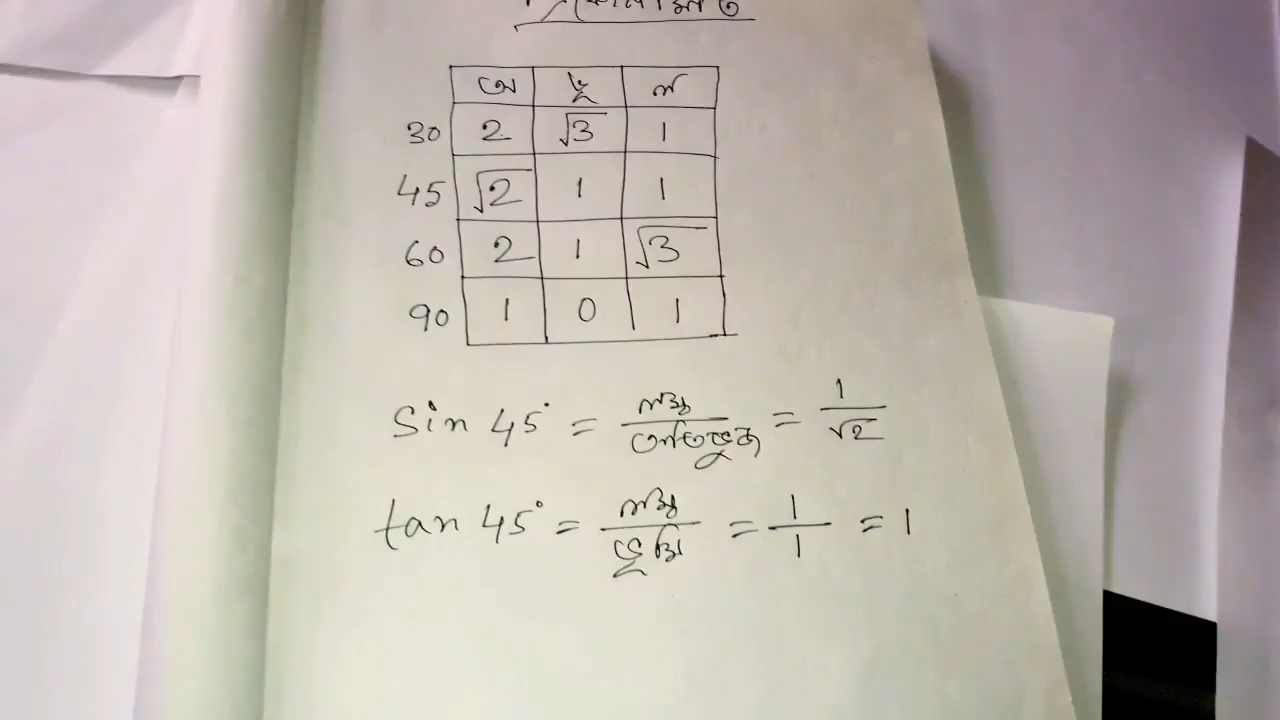 অ ভূ ল
30 2 √3 1
45 √2 1 1
60 2 1 √3
90 1 0 1
Sin 45° = লম্ব/অতিভুজ = 1/√2
tan 45° = লম্ব/ভূমি = 1/1 = 1